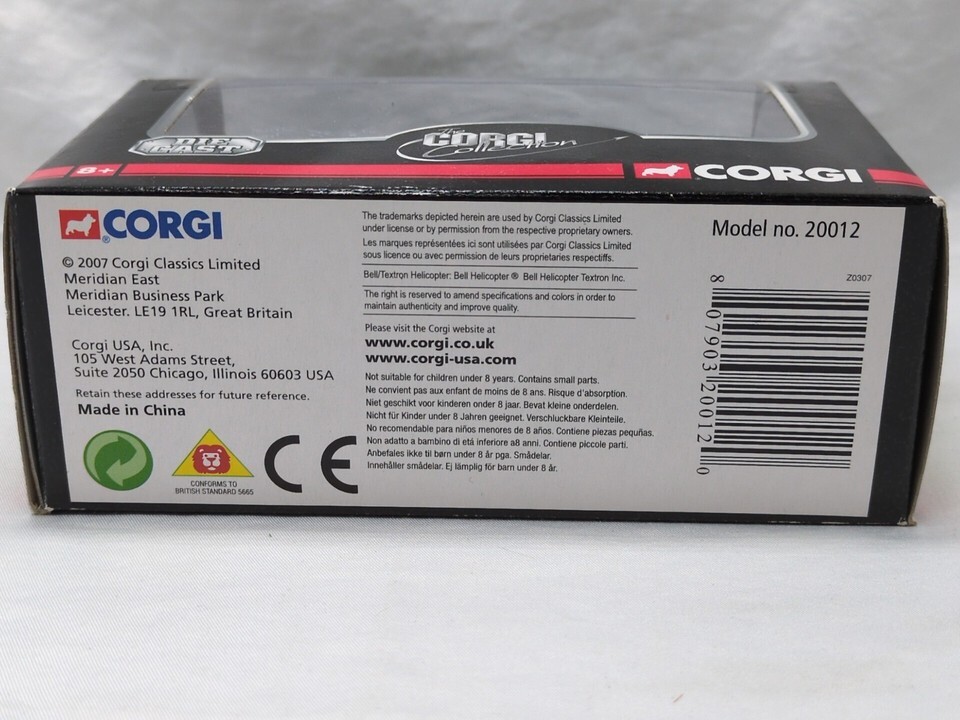 DIE
CAST
the
CORGI
Collection
8+
CORGI
CORGI
© 2007 Corgi Classics Limited
Meridian East
Meridian Business Park
Leicester. LE19 1RL, Great Britain
Corgi USA, Inc.
105 West Adams Street,
Suite 2050 Chicago, Illinois 60603 USA
Retain these addresses for future reference.
Made in China
CONFORMS TO
BRITISH STANDARD 5665
CE
The trademarks depicted herein are used by Corgi Classics Limited
under license or by permission from the respective proprietary owners.
Les marques représentées ici sont utilisées par Corgi Classics Limited
sous licence ou avec permission de leurs proprietaries respectiffs.
Bell/Textron Helicopter: Bell Helicopter ® Bell Helicopter Textron Inc.
The right is reserved to amend specifications and colors in order to
maintain authenticity and improve quality.
Please visit the Corgi website at
www.corgi.co.uk
www.corgi-usa.com
Not suitable for children under 8 years. Contains small parts.
Ne convient pas aux enfant de moins de 8 ans. Risque d'absorption.
Niet geschikt voor kinderen onder 8 jaar. Bevat kleine onderdelen.
Nicht für Kinder unter 8 Jahren geeignet. Verschluckbare Kleinteile.
No recomendable para niños menores de 8 años. Contiene piezas pequñas.
Non adatto a bambino di etá inferiore a8 anni. Contiene piccole parti.
Anbefales ikke til børn under 8 år pga. Smådelar.
Innehåller smådelar. Ej lämplig för barn under 8 år.
Model no. 20012
Z0307
8 07903 20012 0